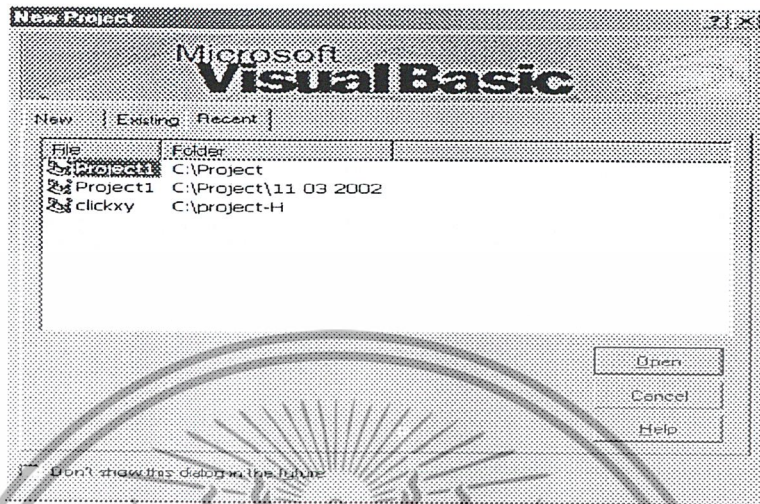 New Project
Microsoft
Visual Basic
New Existing Recent
File Folder
Project1 C:\Project
Project1 C:\Project\11 03 2002
clickxy C:\project-H
Open
Cancel
Help
Don't show this dialog in the future